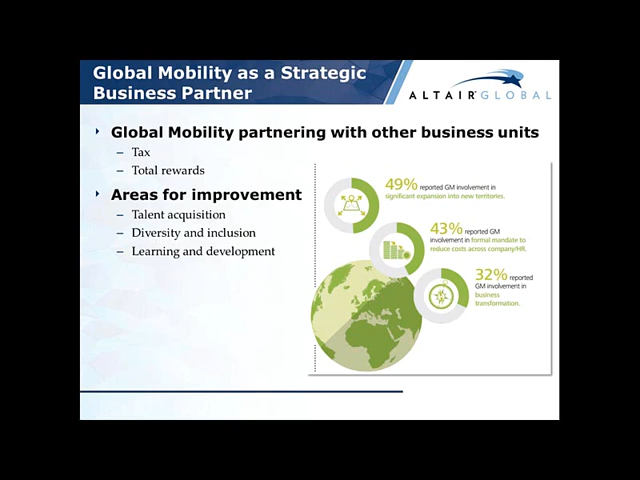 Global Mobility as a Strategic
Business Partner
ALTAIR GLOBAL
Global Mobility partnering with other business units
– Tax
– Total rewards
Areas for improvement
– Talent acquisition
– Diversity and inclusion
– Learning and development
49% reported GM involvement in
significant expansion into new territories.
43% reported GM
involvement in formal mandate to
reduce costs across company/HR.
32% reported
GM involvement in
business
transformation.